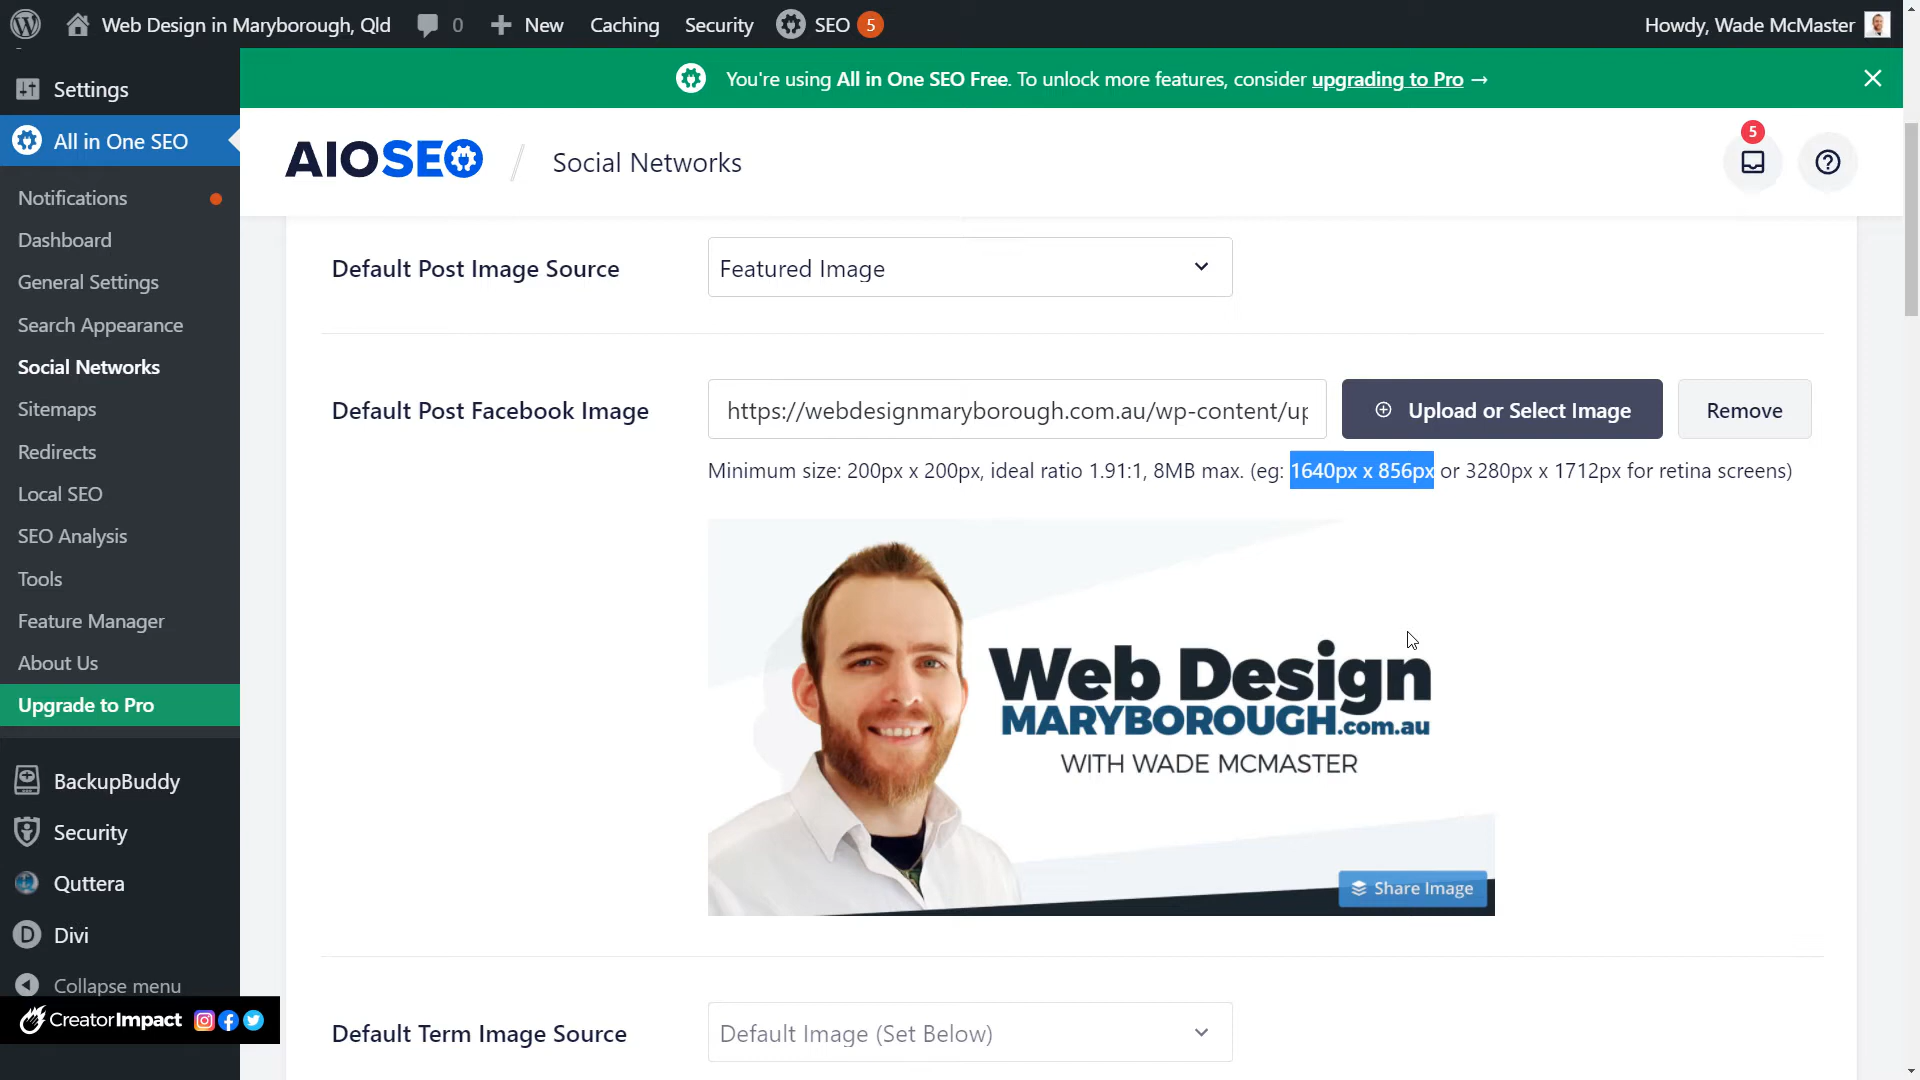 Web Design in Maryborough, Qld 0 New Caching Security SEO 5 Howdy, Wade McMaster
You're using All in One SEO Free. To unlock more features, consider upgrading to Pro →
Settings
All in One SEO
Notifications
Dashboard
General Settings
Search Appearance
Social Networks
Sitemaps
Redirects
Local SEO
SEO Analysis
Tools
Feature Manager
About Us
Upgrade to Pro
BackupBuddy
Security
Quttera
Divi
Collapse menu
CreatorImpact
AIOSEO / Social Networks
5
Default Post Image Source Featured Image
Default Post Facebook Image https://webdesignmaryborough.com.au/wp-content/up Upload or Select Image Remove
Minimum size: 200px x 200px, ideal ratio 1.91:1, 8MB max. (eg: 1640px x 856px or 3280px x 1712px for retina screens)
Web Design
MARYBOROUGH.com.au
WITH WADE MCMASTER
Share Image
Default Term Image Source Default Image (Set Below)